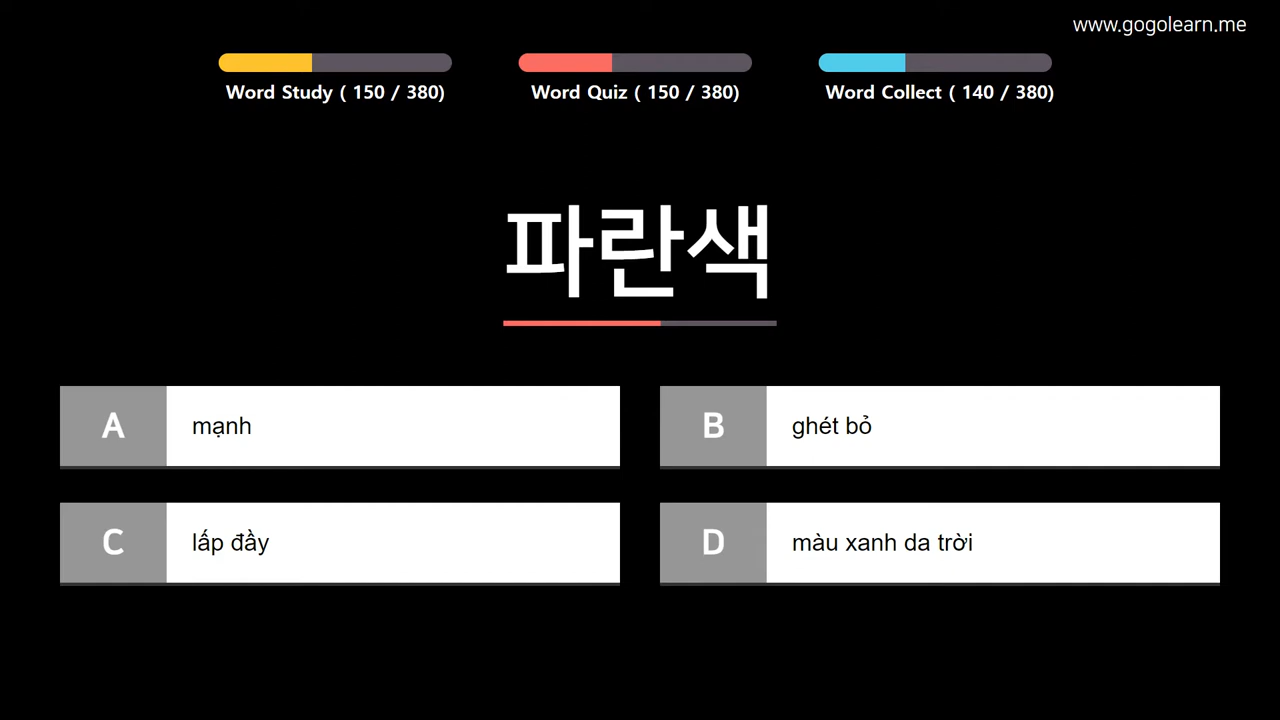 www.gogolearn.me
Word Study ( 150 / 380)
Word Quiz ( 150 / 380)
Word Collect ( 140 / 380)
파란색
A mạnh
B ghét bỏ
C lấp đầy
D màu xanh da trời